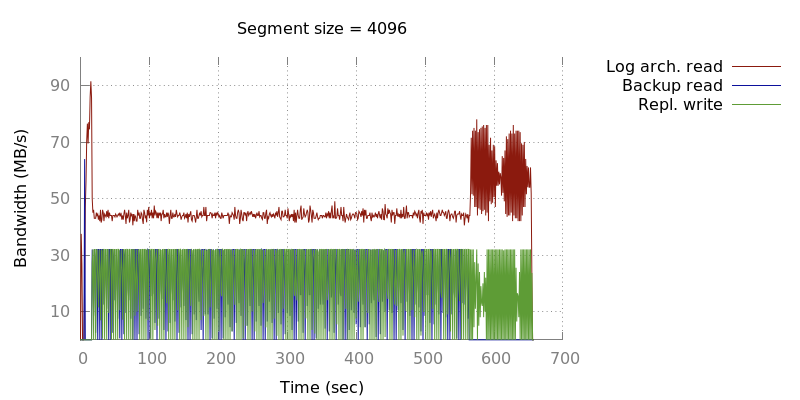 Segment size = 4096
Log arch. read
Backup read
Repl. write
Bandwidth (MB/s)
90
70
50
30
10
0 100 200 300 400 500 600 700
Time (sec)